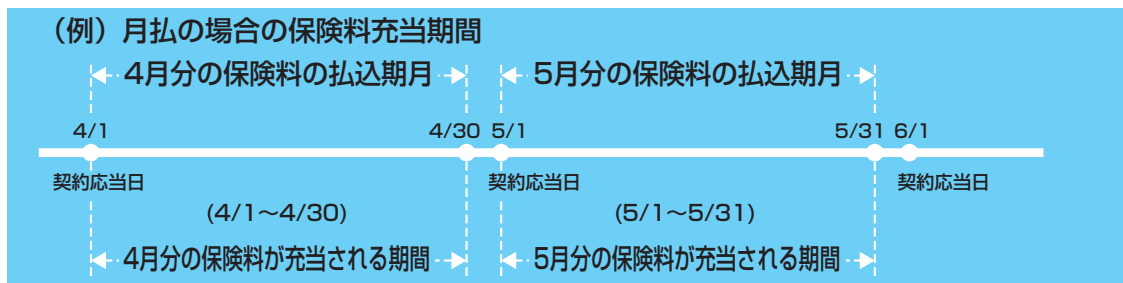 （例）月払の場合の保険料充当期間
4月分の保険料の払込期月 5月分の保険料の払込期月
4/1 4/30 5/1 5/31 6/1
契約応当日 契約応当日 契約応当日
(4/1～4/30) (5/1～5/31)
4月分の保険料が充当される期間 5月分の保険料が充当される期間